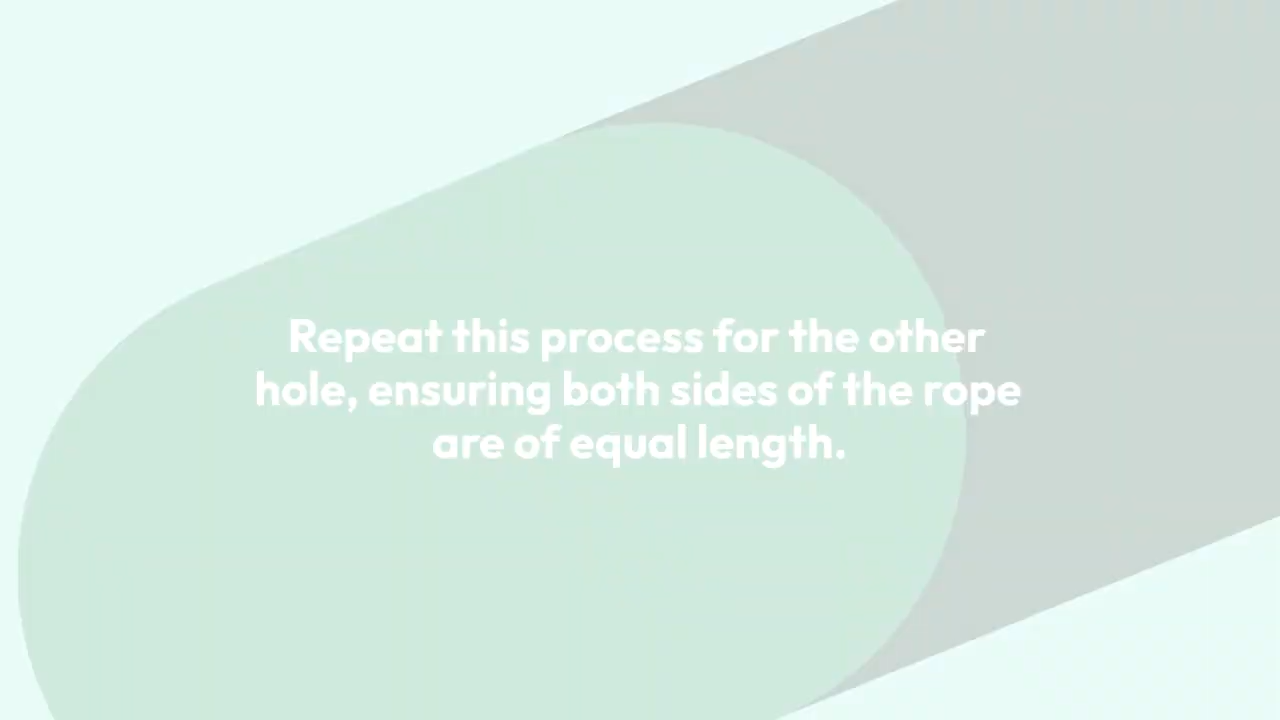 Repeat this process for the other
hole, ensuring both sides of the rope
are of equal length.